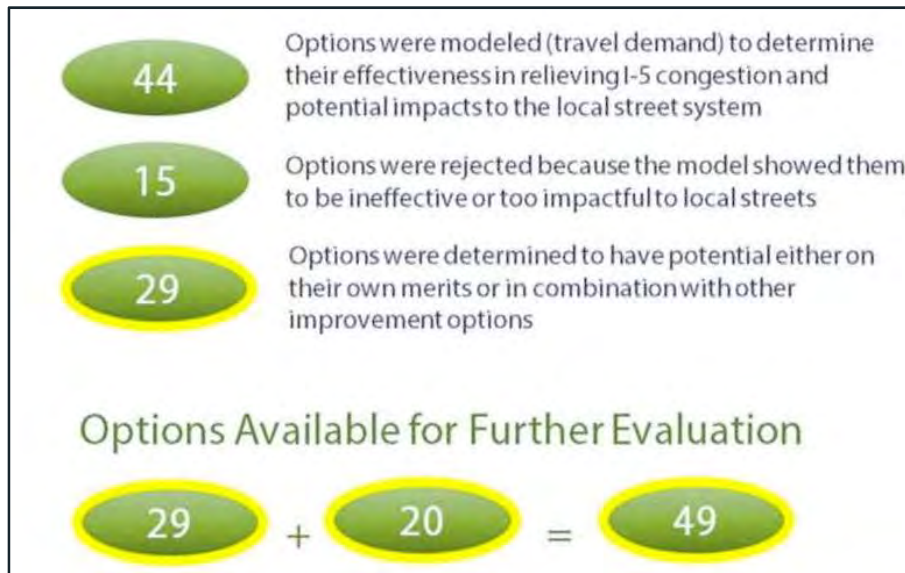 44
Options were modeled (travel demand) to determine
their effectiveness in relieving I-5 congestion and
potential impacts to the local street system
15
Options were rejected because the model showed them
to be ineffective or too impactful to local streets
29
Options were determined to have potential either on
their own merits or in combination with other
improvement options
Options Available for Further Evaluation
29 + 20 = 49